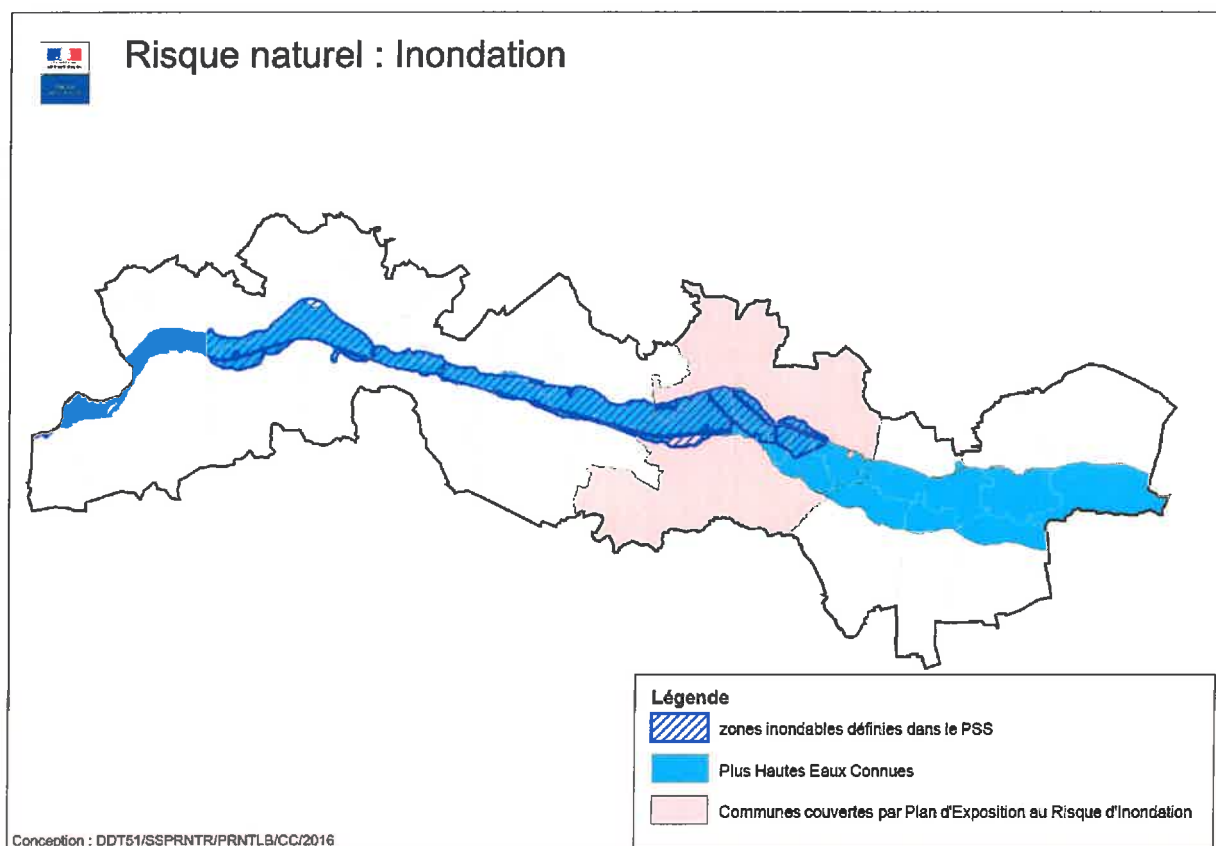 Risque naturel : Inondation
Légende
zones inondables définies dans le PSS
Plus Hautes Eaux Connues
Communes couvertes par Plan d'Exposition au Risque d'Inondation
Conception : DDT51/SSPRNTR/PRNTLB/CC/2016